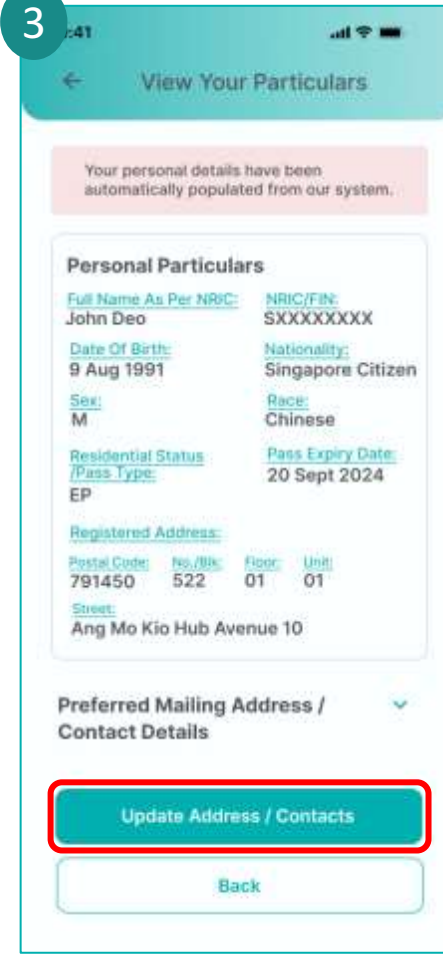 3
:41
View Your Particulars
Your personal details have been
automatically populated from our system.
Personal Particulars
Full Name As Per NRIC: NRIC/FIN:
John Deo SXXXXXXXX
Date Of Birth: Nationality:
9 Aug 1991 Singapore Citizen
Sex: Race:
M Chinese
Residential Status Pass Expiry Date:
/Pass Type: 20 Sept 2024
EP
Registered Address:
Postal Code: No./Blk: Floor: Unit:
791450 522 01 01
Street:
Ang Mo Kio Hub Avenue 10
Preferred Mailing Address /
Contact Details
Update Address / Contacts
Back